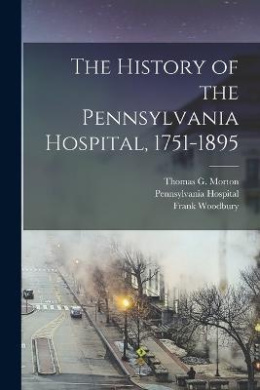 The History of
the
Pennsylvania
Hospital, 1751-1895
Thomas G. Morton
Pennsylvania Hospital
Frank Woodbury